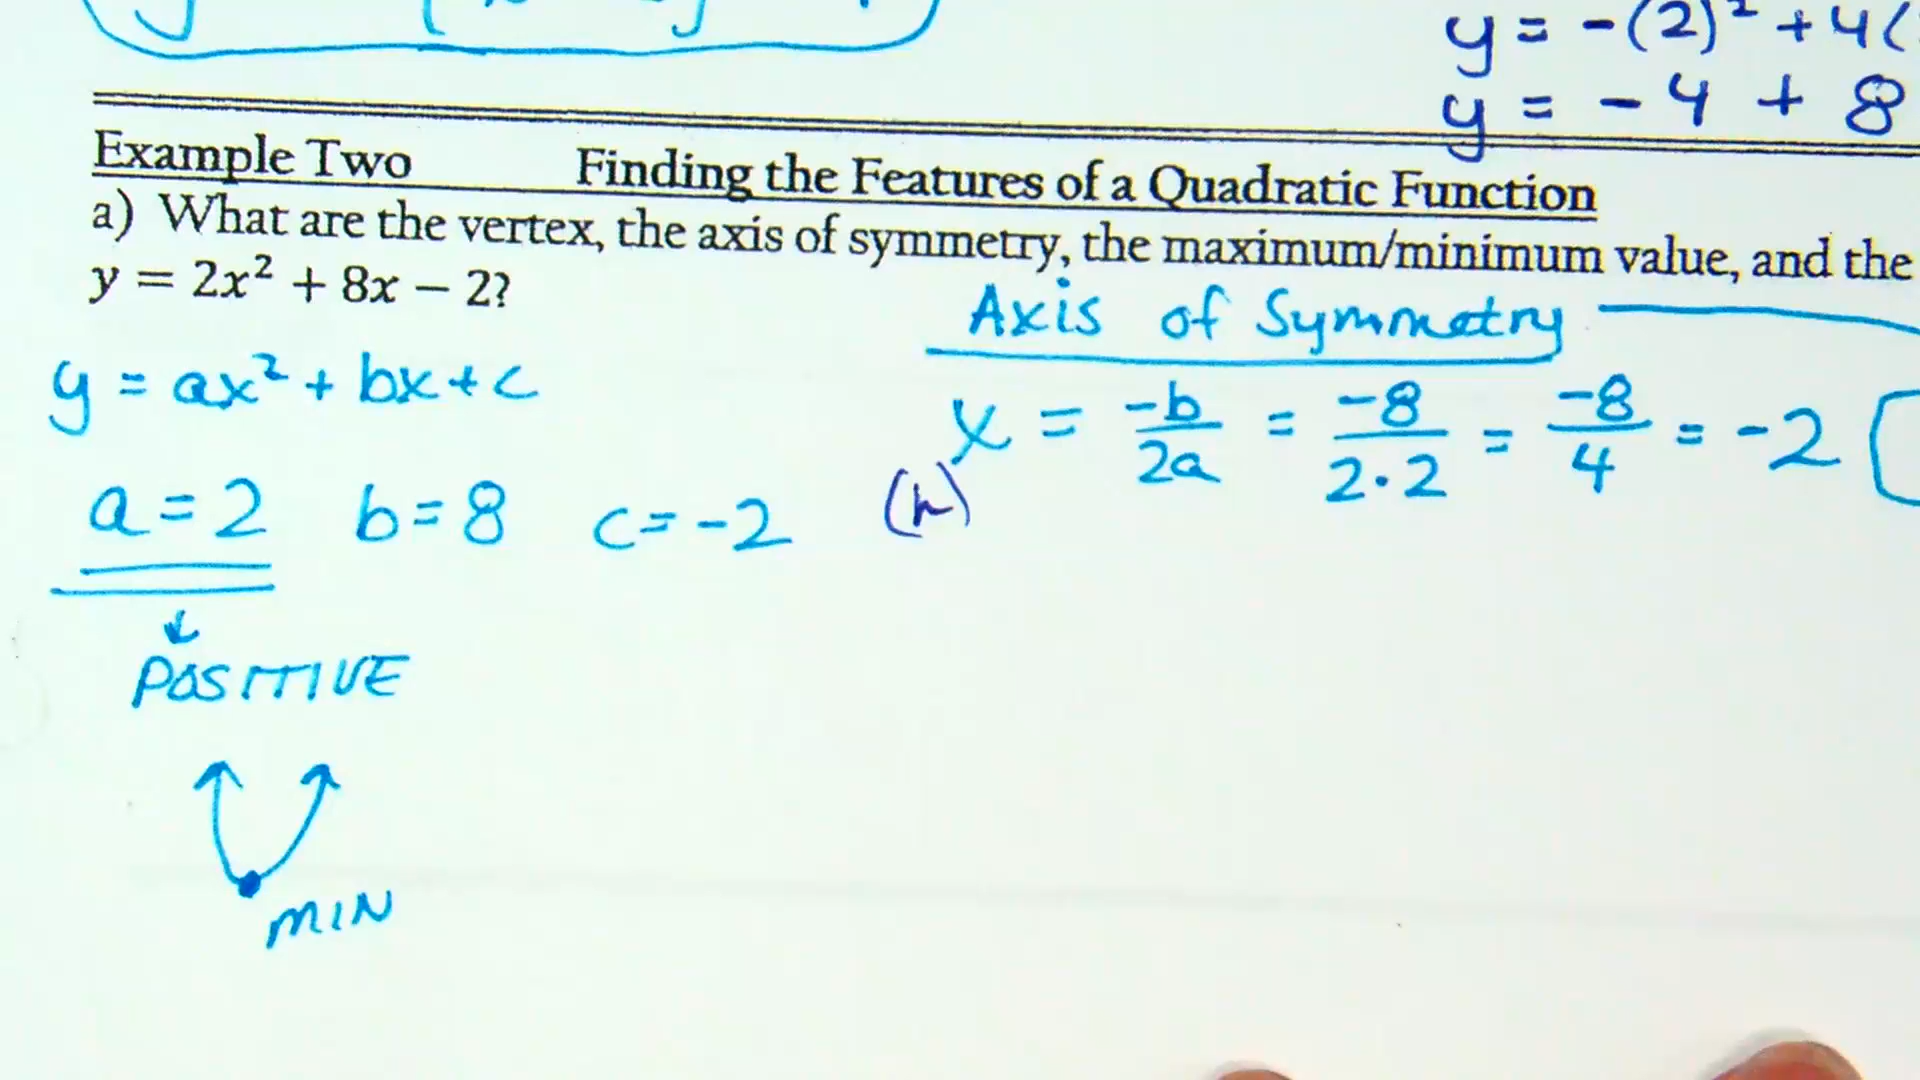 y = -(2)² + 4(
y = - 4 + 8
Example Two Finding the Features of a Quadratic Function
a) What are the vertex, the axis of symmetry, the maximum/minimum value, and the
y = 2x² + 8x − 2?
Axis of Symmetry
y = ax² + bx + c
x = -b/2a = -8/2·2 = -8/4 = -2
(h)
a = 2 b = 8 c = -2
POSITIVE
MIN